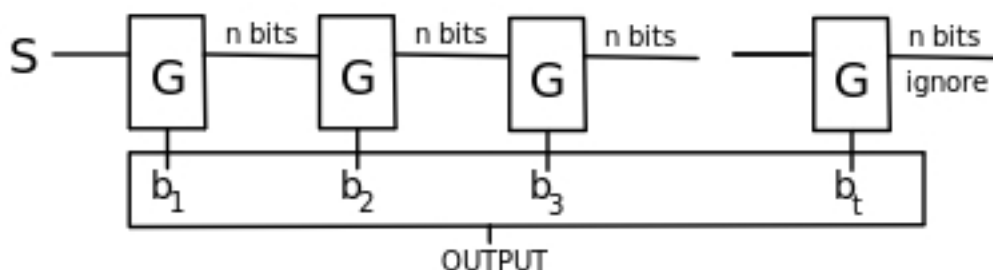 n bits n bits n bits n bits
S G G G G ignore
b1 b2 b3 bt
OUTPUT